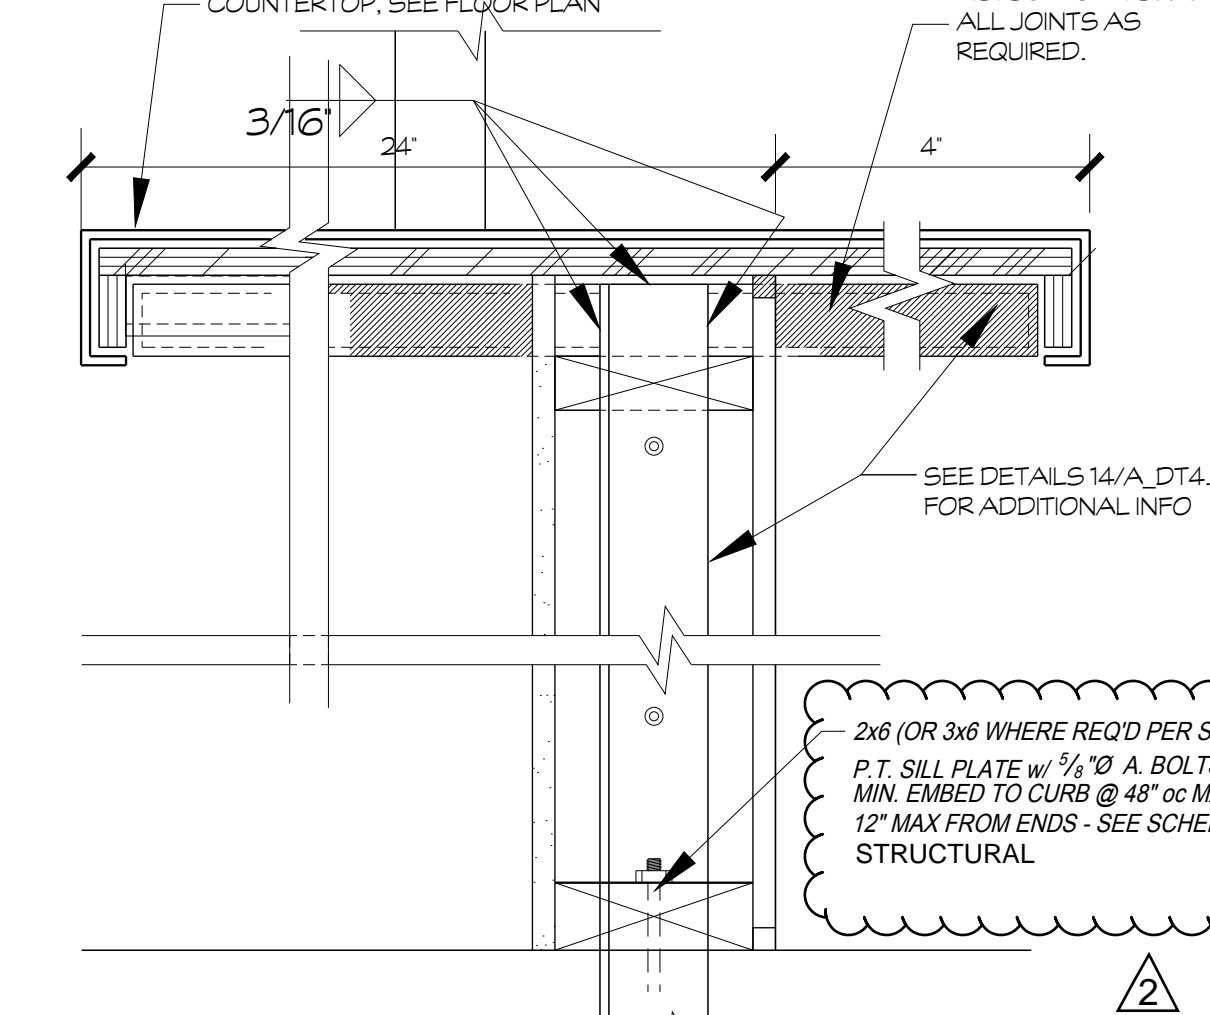 COUNTERTOP, SEE FLOOR PLAN
ALL JOINTS AS
REQUIRED.
3/16"
24"
4"
SEE DETAILS 14/A_DT4.
FOR ADDITIONAL INFO
2x6 (OR 3x6 WHERE REQ'D PER
P.T. SILL PLATE w/ 5/8"Ø A. BOLTS
MIN. EMBED TO CURB @ 48" oc
12" MAX FROM ENDS - SEE
STRUCTURAL
2